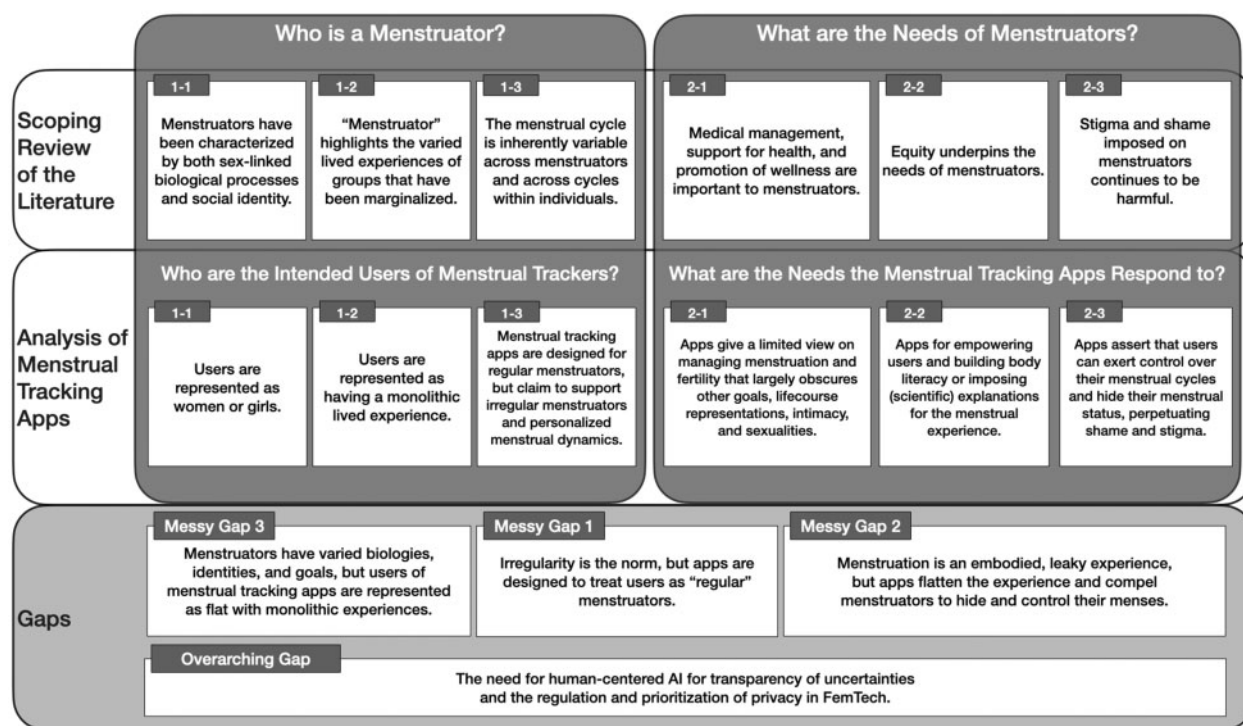 Who is a Menstruator?
What are the Needs of Menstruators?
Scoping
Review
of the
Literature
1-1
Menstruators have
been characterized
by both sex-linked
biological processes
and social identity.
1-2
“Menstruator”
highlights the varied
lived experiences of
groups that have
been marginalized.
1-3
The menstrual cycle
is inherently variable
across menstruators
and across cycles
within individuals.
2-1
Medical management,
support for health, and
promotion of wellness are
important to menstruators.
2-2
Equity underpins the
needs of menstruators.
2-3
Stigma and shame
imposed on
menstruators
continues to be
harmful.
Who are the Intended Users of Menstrual Trackers?
What are the Needs the Menstrual Tracking Apps Respond to?
Analysis of
Menstrual
Tracking
Apps
1-1
Users are
represented as
women or girls.
1-2
Users are
represented as
having a monolithic
lived experience.
1-3
Menstrual tracking
apps are designed for
regular menstruators,
but claim to support
irregular menstruators
and personalized
menstrual dynamics.
2-1
Apps give a limited view on
managing menstruation and
fertility that largely obscures
other goals, lifecourse
representations, intimacy,
and sexualities.
2-2
Apps for empowering
users and building body
literacy or imposing
(scientific) explanations
for the menstrual
experience.
2-3
Apps assert that users
can exert control over
their menstrual cycles
and hide their menstrual
status, perpetuating
shame and stigma.
Gaps
Messy Gap 3
Menstruators have varied biologies,
identities, and goals, but users of
menstrual tracking apps are represented
as flat with monolithic experiences.
Messy Gap 1
Irregularity is the norm, but apps are
designed to treat users as “regular”
menstruators.
Messy Gap 2
Menstruation is an embodied, leaky experience,
but apps flatten the experience and compel
menstruators to hide and control their menses.
Overarching Gap
The need for human-centered AI for transparency of uncertainties
and the regulation and prioritization of privacy in FemTech.